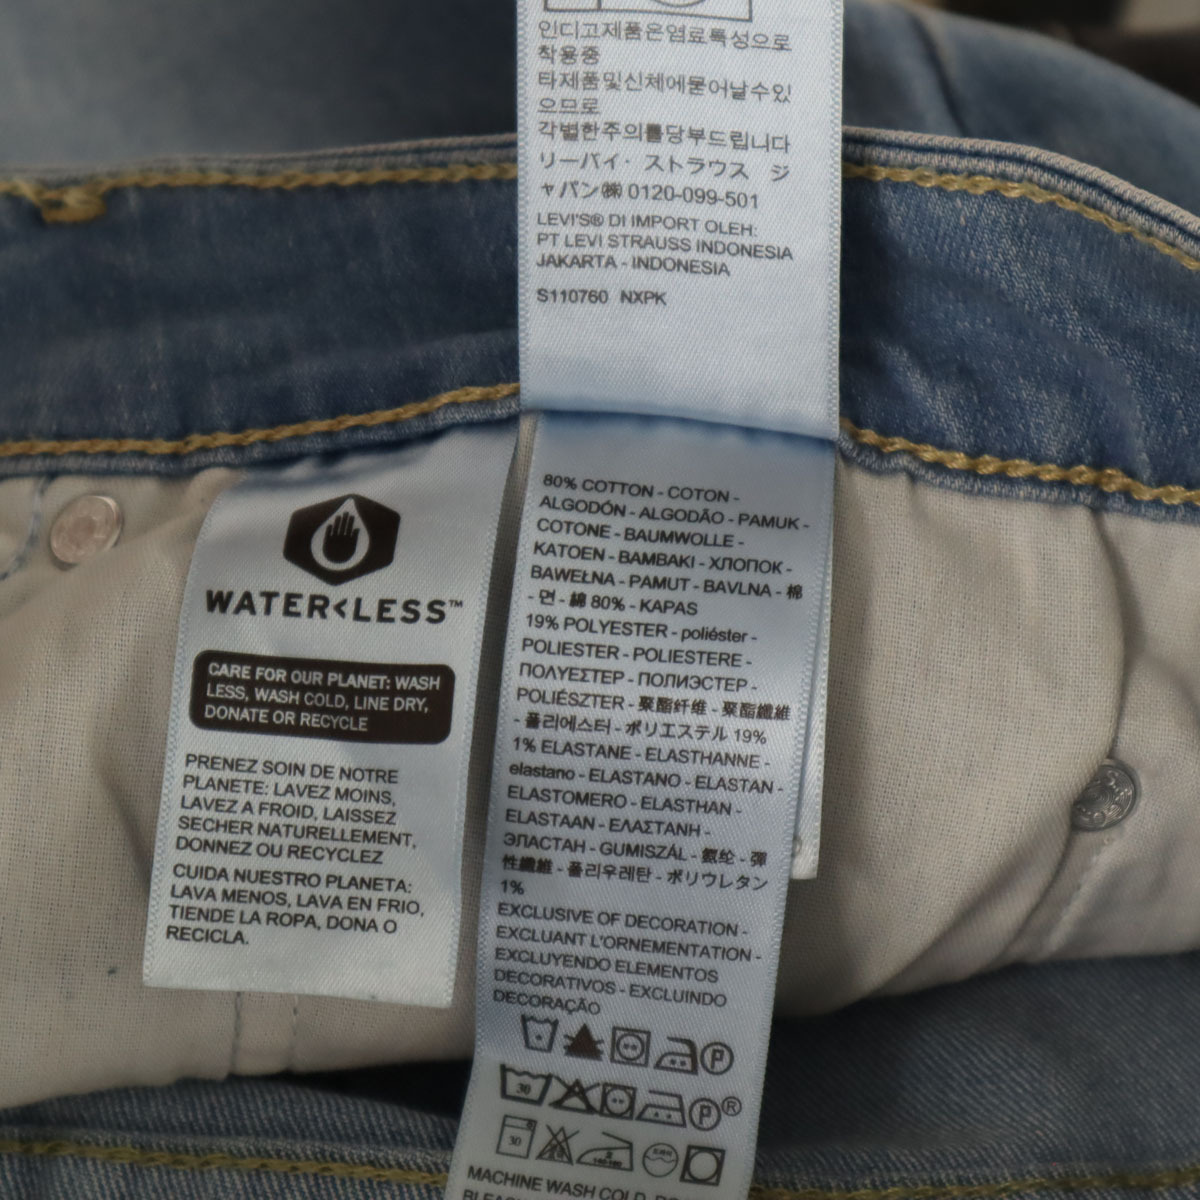 인디고제품은염료특성으로
착용중
타제품및신체에묻어날수있
으므로
각별한주의를당부드립니다
リーバイ・ストラウス ジ
ャパン㈱ 0120-099-501
LEVI'S® DI IMPORT OLEH:
PT LEVI STRAUSS INDONESIA
JAKARTA - INDONESIA
S110760 NXPK
WATER<LESS™
CARE FOR OUR PLANET: WASH
LESS, WASH COLD, LINE DRY,
DONATE OR RECYCLE
PRENEZ SOIN DE NOTRE
PLANETE: LAVEZ MOINS,
LAVEZ A FROID, LAISSEZ
SECHER NATURELLEMENT,
DONNEZ OU RECYCLEZ
CUIDA NUESTRO PLANETA:
LAVA MENOS, LAVA EN FRIO,
TIENDE LA ROPA, DONA O
RECICLA.
80% COTTON - COTON -
ALGODÓN - ALGODÃO - PAMUK -
COTONE - BAUMWOLLE -
KATOEN - BAMBAKI - ХЛОПОК -
BAWEŁNA - PAMUT - BAVLNA - 棉
- 면 - 綿 80% - KAPAS
19% POLYESTER - poliéster -
POLIESTER - POLIESTERE -
ΠΟΛΥΕΣΤΕΡ - ПОЛИЭСТЕР -
POLIÉSZTER - 聚酯纤维 - 聚酯纖維
- 폴리에스터 - ポリエステル 19%
1% ELASTANE - ELASTHANNE -
elastano - ELASTANO - ELASTAN -
ELASTOMERO - ELASTHAN -
ELASTAAN - ΕΛΑΣΤΑΝΗ -
ЭЛАСТАН - GUMISZÁL - 氨纶 - 彈
性纖維 - 폴리우레탄 - ポリウレタン
1%
EXCLUSIVE OF DECORATION -
EXCLUANT L'ORNEMENTATION -
EXCLUYENDO ELEMENTOS
DECORATIVOS - EXCLUINDO
DECORAÇÃO
P
30 P®
30
MACHINE WASH COLD,